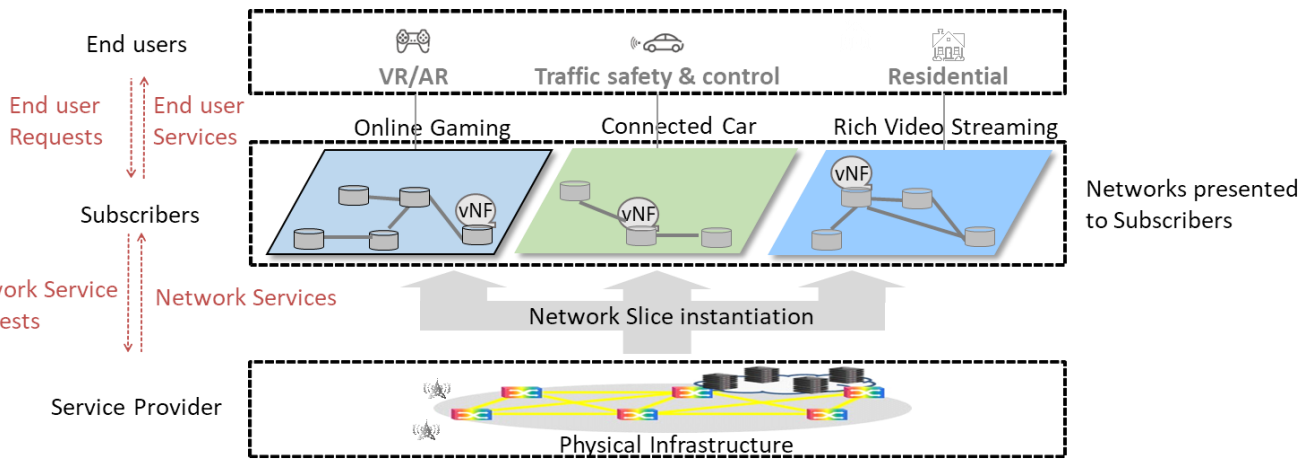 End users
VR/AR
Traffic safety & control
Residential
End user
Requests
End user
Services
Online Gaming
Connected Car
Rich Video Streaming
vNF
vNF
vNF
Subscribers
Networks presented
to Subscribers
Service
Network Services
Network Slice instantiation
Service Provider
Physical Infrastructure